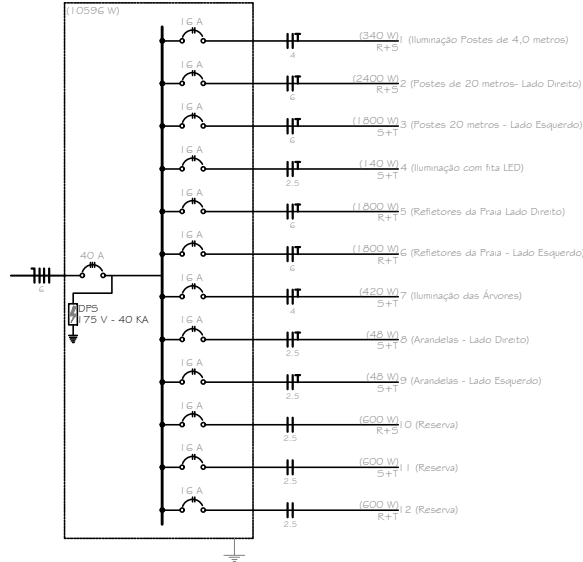 (10596 W)
16 A
4
(340 W)
R+S
1 (Iluminação Postes de 4,0 metros)
16 A
6
(2400 W)
R+S
2 (Postes de 20 metros- Lado Direito)
16 A
6
(1800 W)
S+T
3 (Postes 20 metros - Lado Esquerdo)
16 A
2.5
(140 W)
S+T
4 (Iluminação com fita LED)
16 A
6
(1800 W)
R+T
5 (Refletores da Praia Lado Direito)
16 A
6
(1800 W)
R+T
6 (Refletores da Praia - Lado Esquerdo)
40 A
6
DPS
175 V - 40 KA
16 A
4
(420 W)
S+T
7 (Iluminação das Árvores)
16 A
2.5
(48 W)
S+T
8 (Arandelas - Lado Direito)
16 A
2.5
(48 W)
S+T
9 (Arandelas - Lado Esquerdo)
16 A
2.5
(600 W)
R+S
10 (Reserva)
16 A
2.5
(600 W)
S+T
11 (Reserva)
16 A
2.5
(600 W)
R+T
12 (Reserva)